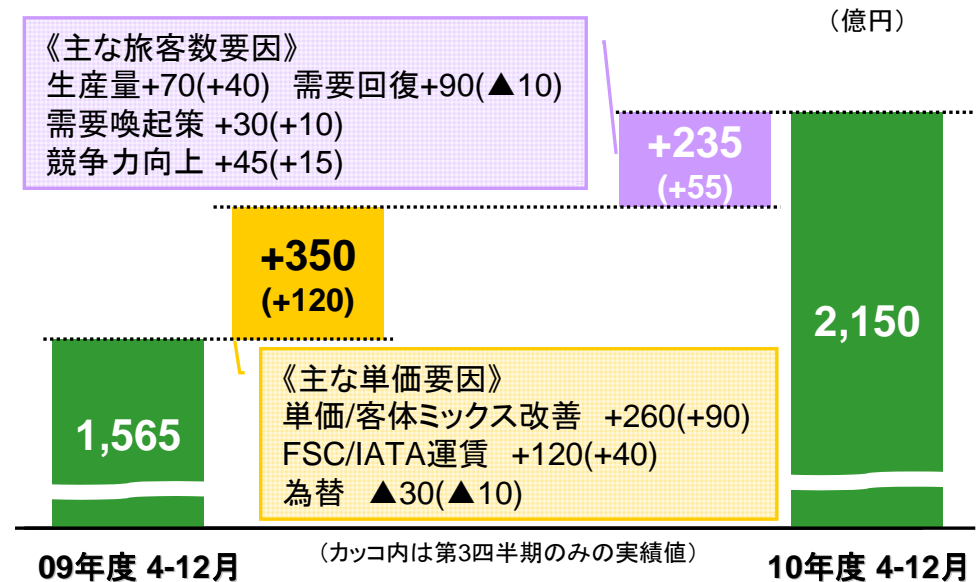 （億円）
《主な旅客数要因》
生産量+70(+40) 需要回復+90(▲10)
需要喚起策 +30(+10)
競争力向上 +45(+15)
+235
(+55)
+350
(+120)
2,150
《主な単価要因》
単価/客体ミックス改善 +260(+90)
FSC/IATA運賃 +120(+40)
為替 ▲30(▲10)
1,565
09年度 4-12月
（カッコ内は第3四半期のみの実績値）
10年度 4-12月